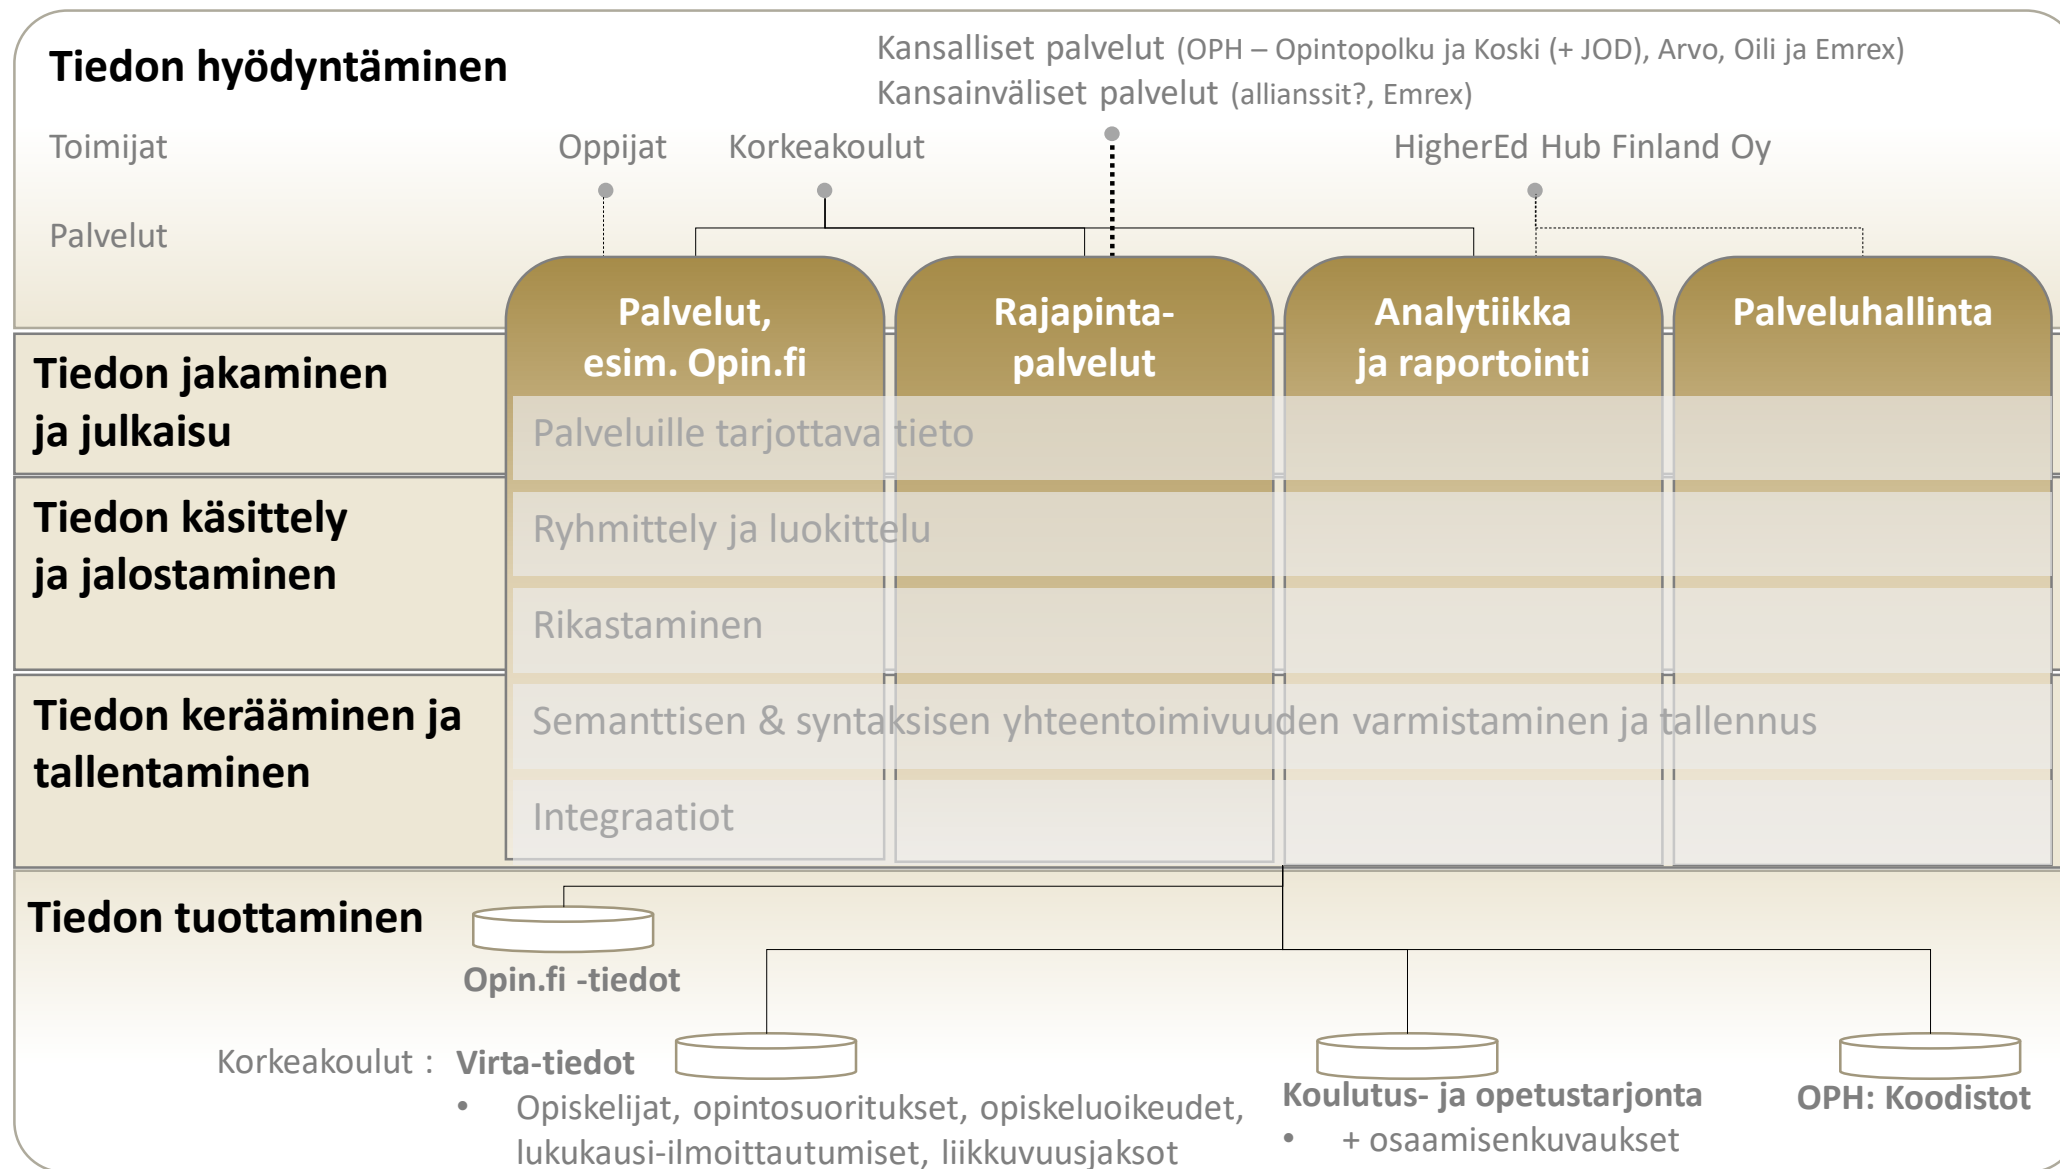 Tiedon hyödyntäminen
Kansalliset palvelut (OPH – Opintopolku ja Koski (+ JOD), Arvo, Oili ja Emrex)
Kansainväliset palvelut (allianssit?, Emrex)
Toimijat
Oppijat
Korkeakoulut
HigherEd Hub Finland Oy
Palvelut
Palvelut,
esim. Opin.fi
Rajapinta-
palvelut
Analytiikka
ja raportointi
Palveluhallinta
Tiedon jakaminen
ja julkaisu
Palveluille tarjottava tieto
Tiedon käsittely
ja jalostaminen
Ryhmittely ja luokittelu
Rikastaminen
Tiedon kerääminen ja
tallentaminen
Semanttisen & syntaksisen yhteentoimivuuden varmistaminen ja tallennus
Integraatiot
Tiedon tuottaminen
Opin.fi -tiedot
Korkeakoulut : Virta-tiedot
• Opiskelijat, opintosuoritukset, opiskeluoikeudet,
lukukausi-ilmoittautumiset, liikkuvuusjaksot
Koulutus- ja opetustarjonta
• + osaamisenkuvaukset
OPH: Koodistot